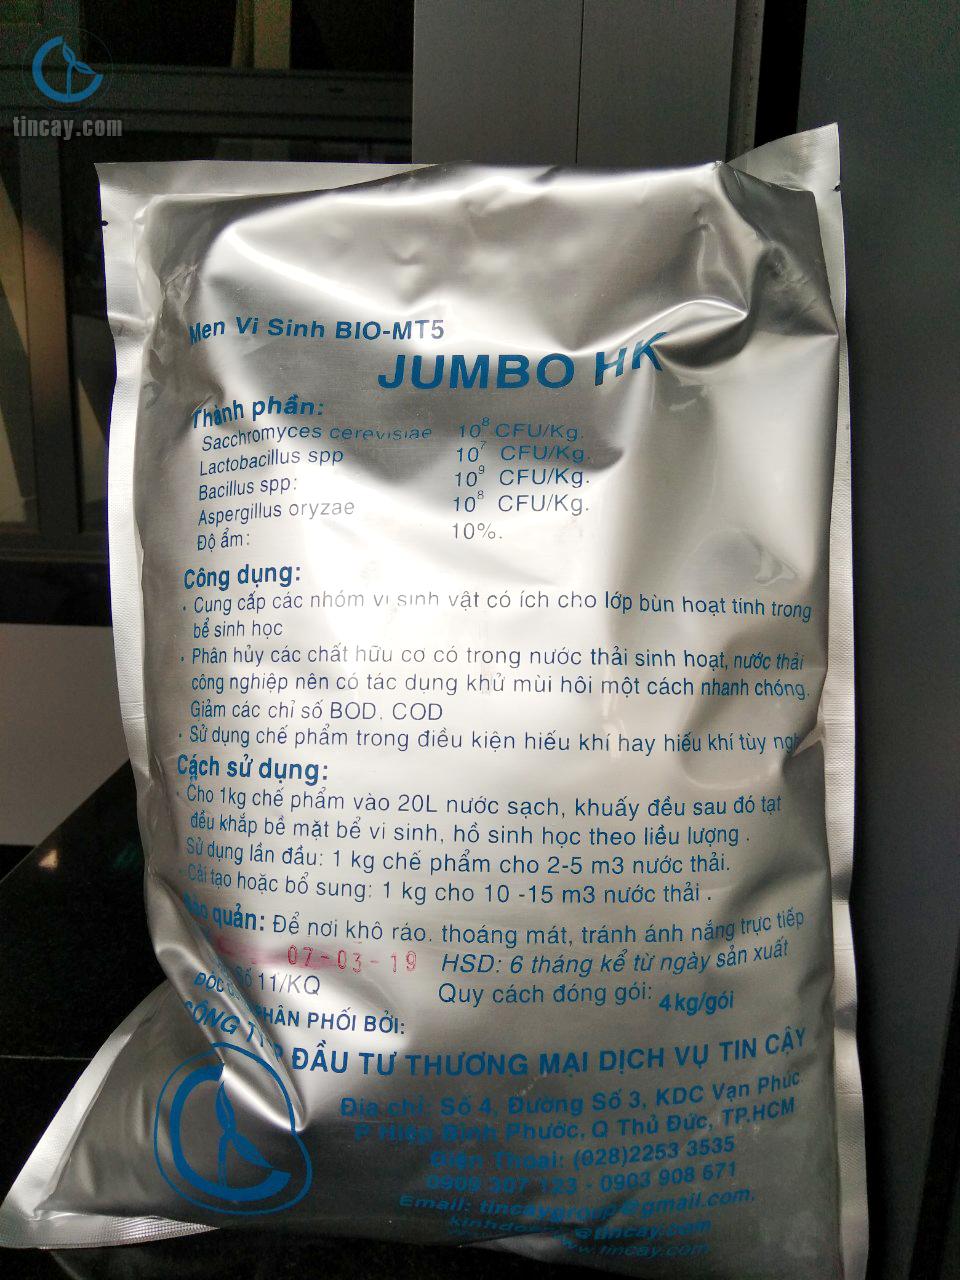 tincay.com
Men Vi Sinh BIO-MT5
JUMBO HK
Thành phần:
Sacchromyces cerevisiae 10⁸ CFU/Kg.
Lactobacillus spp 10⁷ CFU/Kg.
Bacillus spp: 10⁹ CFU/Kg.
Aspergillus oryzae 10⁸ CFU/Kg.
Độ ẩm: 10%.
Công dụng:
· Cung cấp các nhóm vi sinh vật có ích cho lớp bùn hoạt tính trong
bể sinh học
· Phân hủy các chất hữu cơ có trong nước thải sinh hoạt, nước thải
công nghiệp nên có tác dụng khử mùi hôi một cách nhanh chóng.
Giảm các chỉ số BOD, COD
· Sử dụng chế phẩm trong điều kiện hiếu khí hay hiếu khí tùy nghi
Cách sử dụng:
· Cho 1kg chế phẩm vào 20L nước sạch, khuấy đều sau đó tạt
đều khắp bề mặt bể vi sinh, hồ sinh học theo liều lượng .
Sử dụng lần đầu: 1 kg chế phẩm cho 2-5 m3 nước thải.
Cải tạo hoặc bổ sung: 1 kg cho 10 -15 m3 nước thải .
quản: Để nơi khô ráo. thoáng mát, tránh ánh nắng trực tiếp
07-03-19 HSD: 6 tháng kể từ ngày sản xuất
Số 11/KQ Quy cách đóng gói: 4kg/gói
PHÂN PHỐI BỞI:
CÔNG ĐẦU TƯ THƯƠNG MẠI DỊCH VỤ TIN CẬY
Địa chỉ: Số 4, Đường Số 3, KDC Vạn Phúc
P Hiệp Bình Phước, Q Thủ Đức, TP.HCM
Điện Thoại: (028)2253 3535
0909 307 123 - 0903 908 671
Email: tincaygroup@gmail.com,
@tincay.com
www.tincay.com